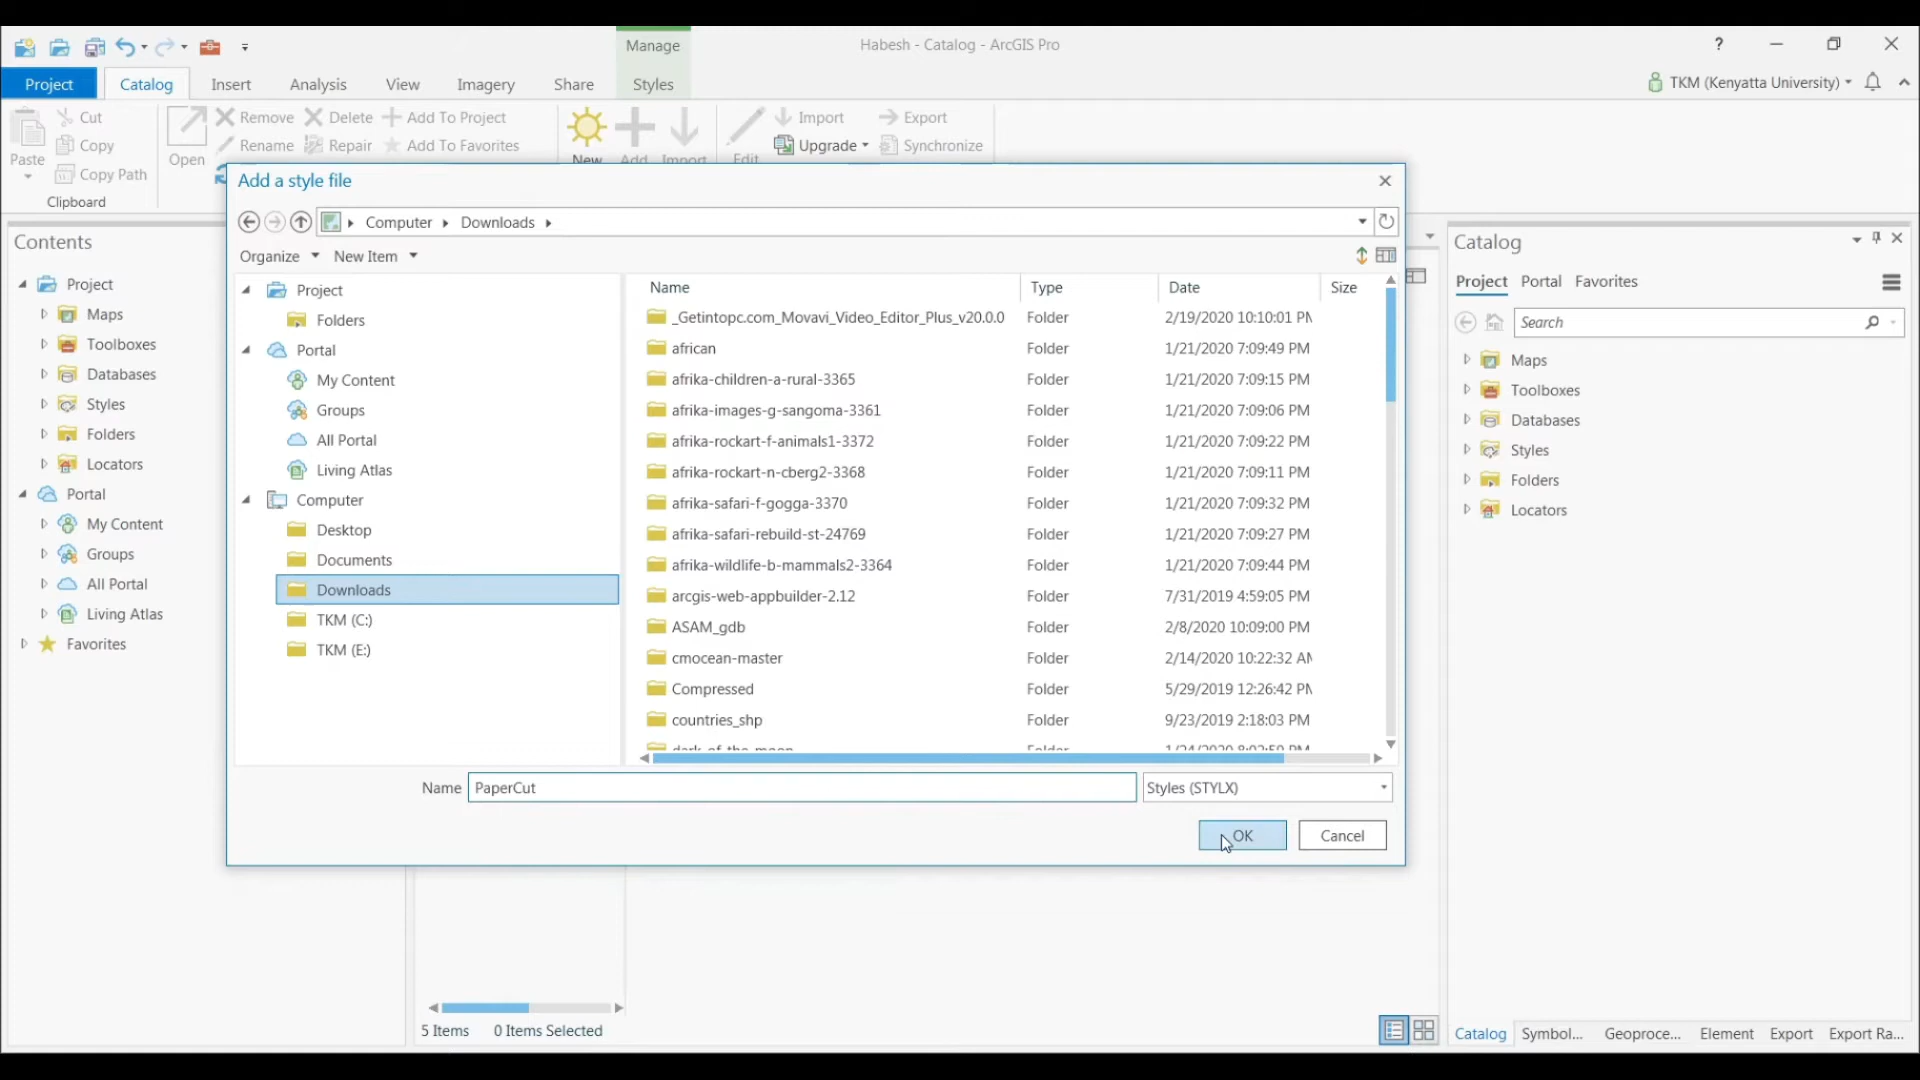 Manage
Habesh - Catalog - ArcGIS Pro
?
Project
Catalog
Insert
Analysis
View
Imagery
Share
Styles
TKM (Kenyatta University)
Paste
Cut
Copy
Copy Path
Clipboard
Open
Remove
Delete
Add To Project
Rename
Repair
Add To Favorites
New
Add
Import
Edit
Import
Export
Upgrade
Synchronize
Contents
Project
Maps
Toolboxes
Databases
Styles
Folders
Locators
Portal
My Content
Groups
All Portal
Living Atlas
Favorites
Add a style file
Computer
Downloads
Organize
New Item
Project
Folders
Portal
My Content
Groups
All Portal
Living Atlas
Computer
Desktop
Documents
Downloads
TKM (C:)
TKM (E:)
Name Type Date Size
_Getintopc.com_Movavi_Video_Editor_Plus_v20.0.0 Folder 2/19/2020 10:10:01 PM
african Folder 1/21/2020 7:09:49 PM
afrika-children-a-rural-3365 Folder 1/21/2020 7:09:15 PM
afrika-images-g-sangoma-3361 Folder 1/21/2020 7:09:06 PM
afrika-rockart-f-animals1-3372 Folder 1/21/2020 7:09:22 PM
afrika-rockart-n-cberg2-3368 Folder 1/21/2020 7:09:11 PM
afrika-safari-f-gogga-3370 Folder 1/21/2020 7:09:32 PM
afrika-safari-rebuild-st-24769 Folder 1/21/2020 7:09:27 PM
afrika-wildlife-b-mammals2-3364 Folder 1/21/2020 7:09:44 PM
arcgis-web-appbuilder-2.12 Folder 7/31/2019 4:59:05 PM
ASAM_gdb Folder 2/8/2020 10:09:00 PM
cmocean-master Folder 2/14/2020 10:22:32 AM
Compressed Folder 5/29/2019 12:26:42 PM
countries_shp Folder 9/23/2019 2:18:03 PM
Name PaperCut Styles (STYLX)
OK Cancel
5 Items 0 Items Selected
Catalog
Project Portal Favorites
Search
Maps
Toolboxes
Databases
Styles
Folders
Locators
Catalog Symbol... Geoproce... Element Export Export Ra...